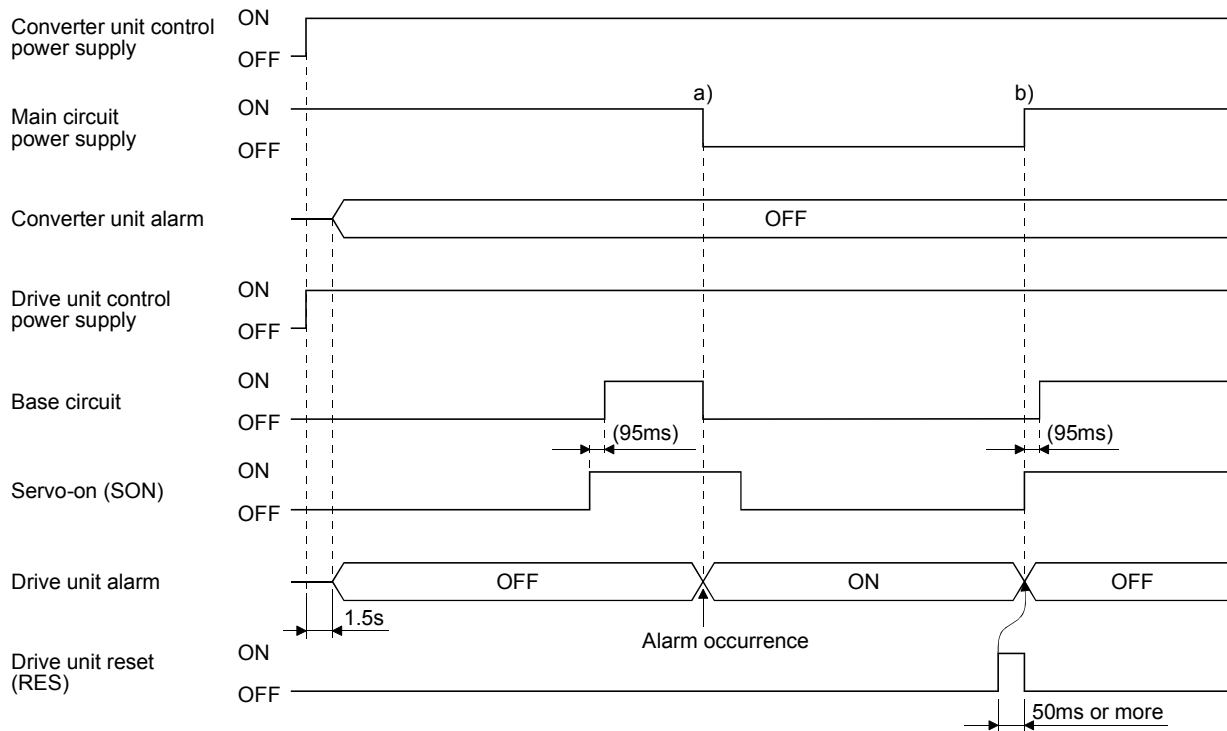 Converter unit control
power supply
ON
OFF
Main circuit
power supply
ON
OFF
a)
b)
Converter unit alarm
OFF
Drive unit control
power supply
ON
OFF
Base circuit
ON
OFF
(95ms)
(95ms)
Servo-on (SON)
ON
OFF
Drive unit alarm
OFF
ON
OFF
1.5s
Alarm occurrence
Drive unit reset
(RES)
ON
OFF
50ms or more